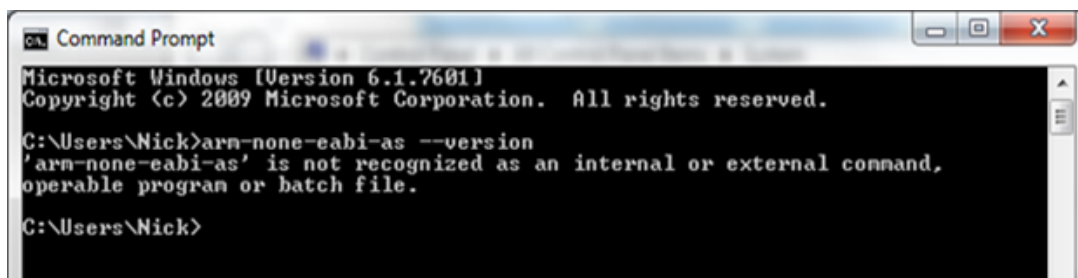 Command Prompt
Microsoft Windows [Version 6.1.7601]
Copyright (c) 2009 Microsoft Corporation.  All rights reserved.
C:\Users\Nick>arm-none-eabi-as --version
'arm-none-eabi-as' is not recognized as an internal or external command,
operable program or batch file.
C:\Users\Nick>